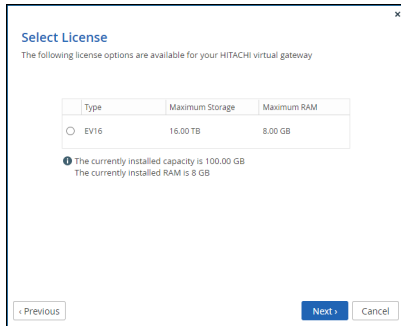 ×
Select License
The following license options are available for your HITACHI virtual gateway
Type Maximum Storage Maximum RAM
EV16 16.00 TB 8.00 GB
The currently installed capacity is 100.00 GB
The currently installed RAM is 8 GB
‹ Previous Next › Cancel